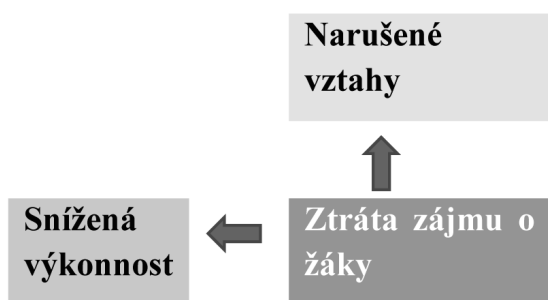 Narušené
vztahy
Snížená
výkonnost
Ztráta zájmu o
žáky